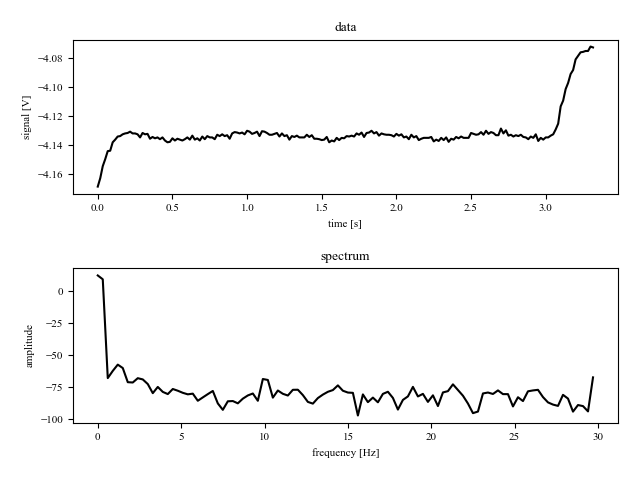 data
signal [V]
−4.08
−4.10
−4.12
−4.14
−4.16
0.0 0.5 1.0 1.5 2.0 2.5 3.0
time [s]
spectrum
amplitude
0
−25
−50
−75
−100
0 5 10 15 20 25 30
frequency [Hz]